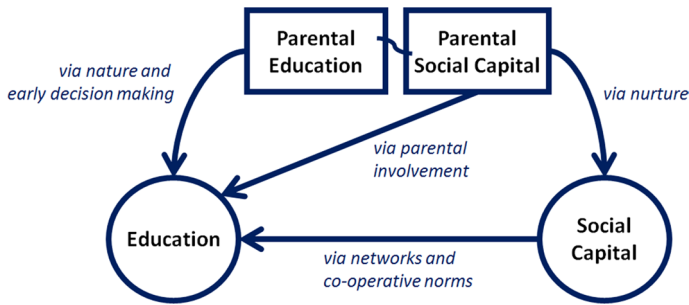 Parental
Education
Parental
Social Capital
via nature and
early decision making
via nurture
via parental
involvement
Education
Social
Capital
via networks and
co-operative norms